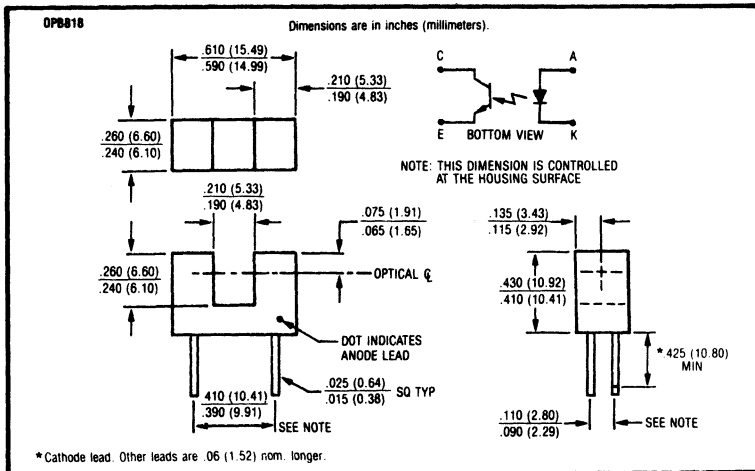 OPB818
Dimensions are in inches (millimeters).
.610 (15.49)
.590 (14.99)
.210 (5.33)
.190 (4.83)
.260 (6.60)
.240 (6.10)
C
A
E
BOTTOM VIEW
K
NOTE: THIS DIMENSION IS CONTROLLED
AT THE HOUSING SURFACE
.210 (5.33)
.190 (4.83)
.075 (1.91)
.065 (1.65)
.135 (3.43)
.115 (2.92)
.260 (6.60)
.240 (6.10)
OPTICAL ℄
.430 (10.92)
.410 (10.41)
DOT INDICATES
ANODE LEAD
*.425 (10.80)
MIN
.025 (0.64)
.015 (0.38)
SQ TYP
.410 (10.41)
.390 (9.91)
SEE NOTE
.110 (2.80)
.090 (2.29)
SEE NOTE
* Cathode lead. Other leads are .06 (1.52) nom. longer.